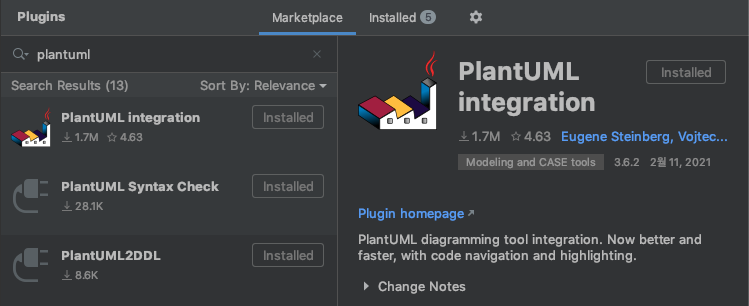 Plugins
Marketplace
Installed 5
plantuml
Search Results (13)
Sort By: Relevance
PlantUML integration
Installed
1.7M 4.63
PlantUML Syntax Check
Installed
28.1K
PlantUML2DDL
Installed
8.6K
PlantUML
integration
Installed
1.7M 4.63 Eugene Steinberg, Vojtec...
Modeling and CASE tools 3.6.2 2월 11, 2021
Plugin homepage
PlantUML diagramming tool integration. Now better and
faster, with code navigation and highlighting.
Change Notes